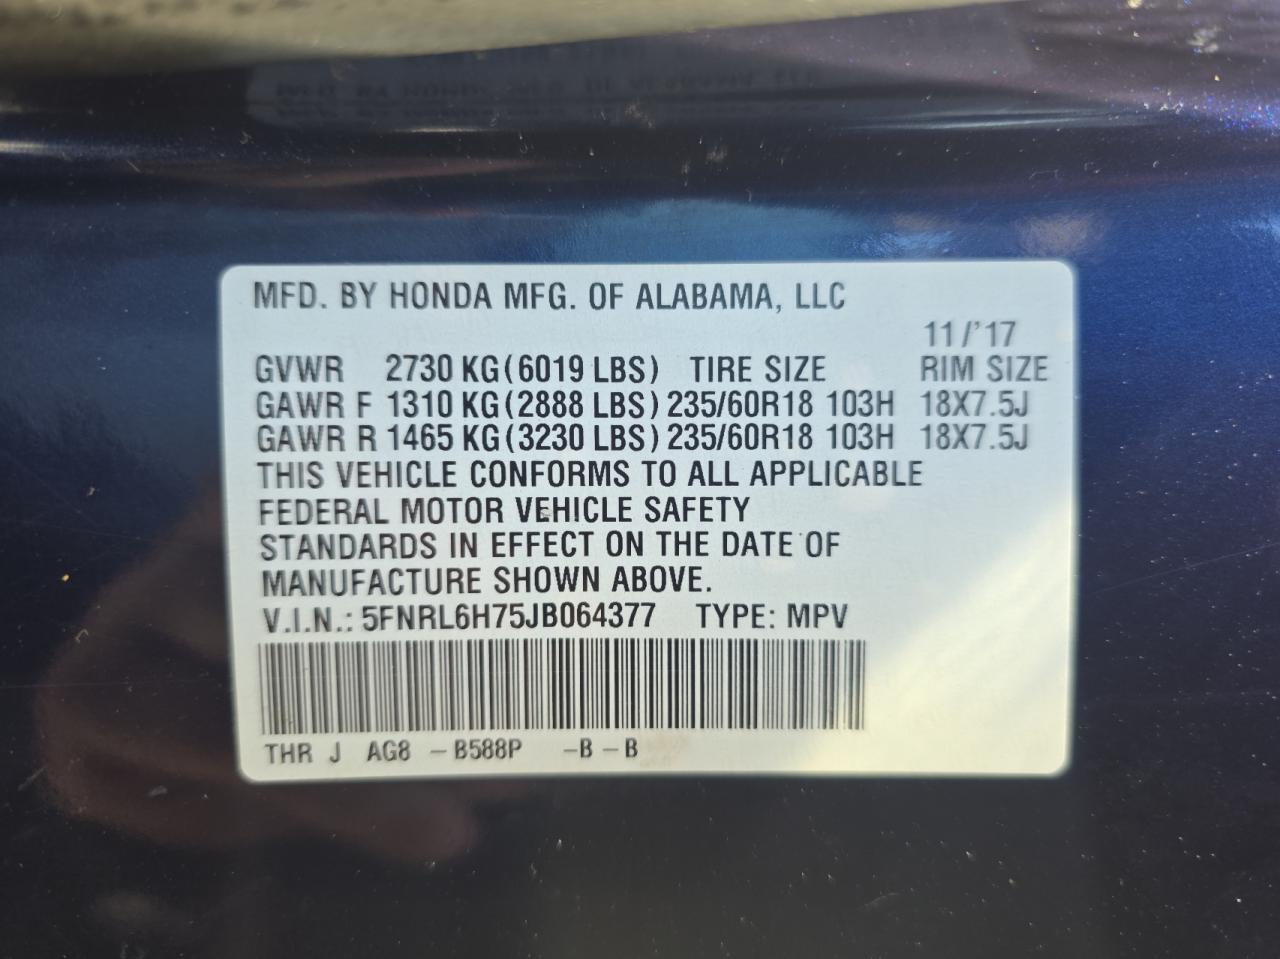 MFD. BY HONDA MFG. OF ALABAMA, LLC
11/'17
GVWR 2730 KG(6019 LBS) TIRE SIZE RIM SIZE
GAWR F 1310 KG(2888 LBS) 235/60R18 103H 18X7.5J
GAWR R 1465 KG(3230 LBS) 235/60R18 103H 18X7.5J
THIS VEHICLE CONFORMS TO ALL APPLICABLE
FEDERAL MOTOR VEHICLE SAFETY
STANDARDS IN EFFECT ON THE DATE OF
MANUFACTURE SHOWN ABOVE.
V.I.N.: 5FNRL6H75JB064377 TYPE: MPV
THR J AG8 -B588P -B-B